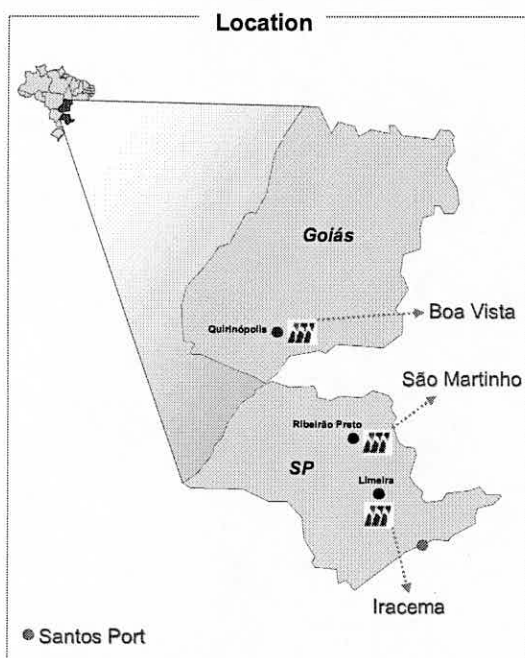 Location
Goiás
Quirinópolis
Boa Vista
São Martinho
Ribeirão Preto
SP
Limeira
Iracema
Santos Port